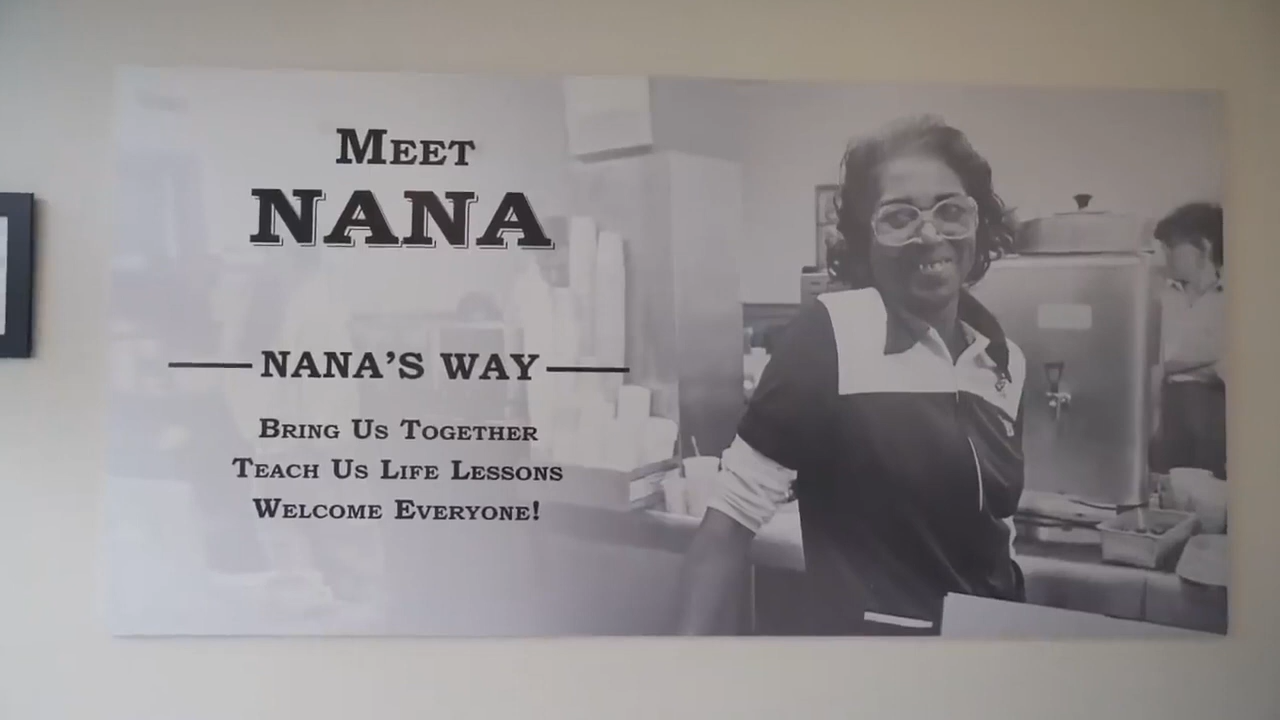 MEET
NANA
NANA'S WAY
BRING US TOGETHER
TEACH US LIFE LESSONS
WELCOME EVERYONE!